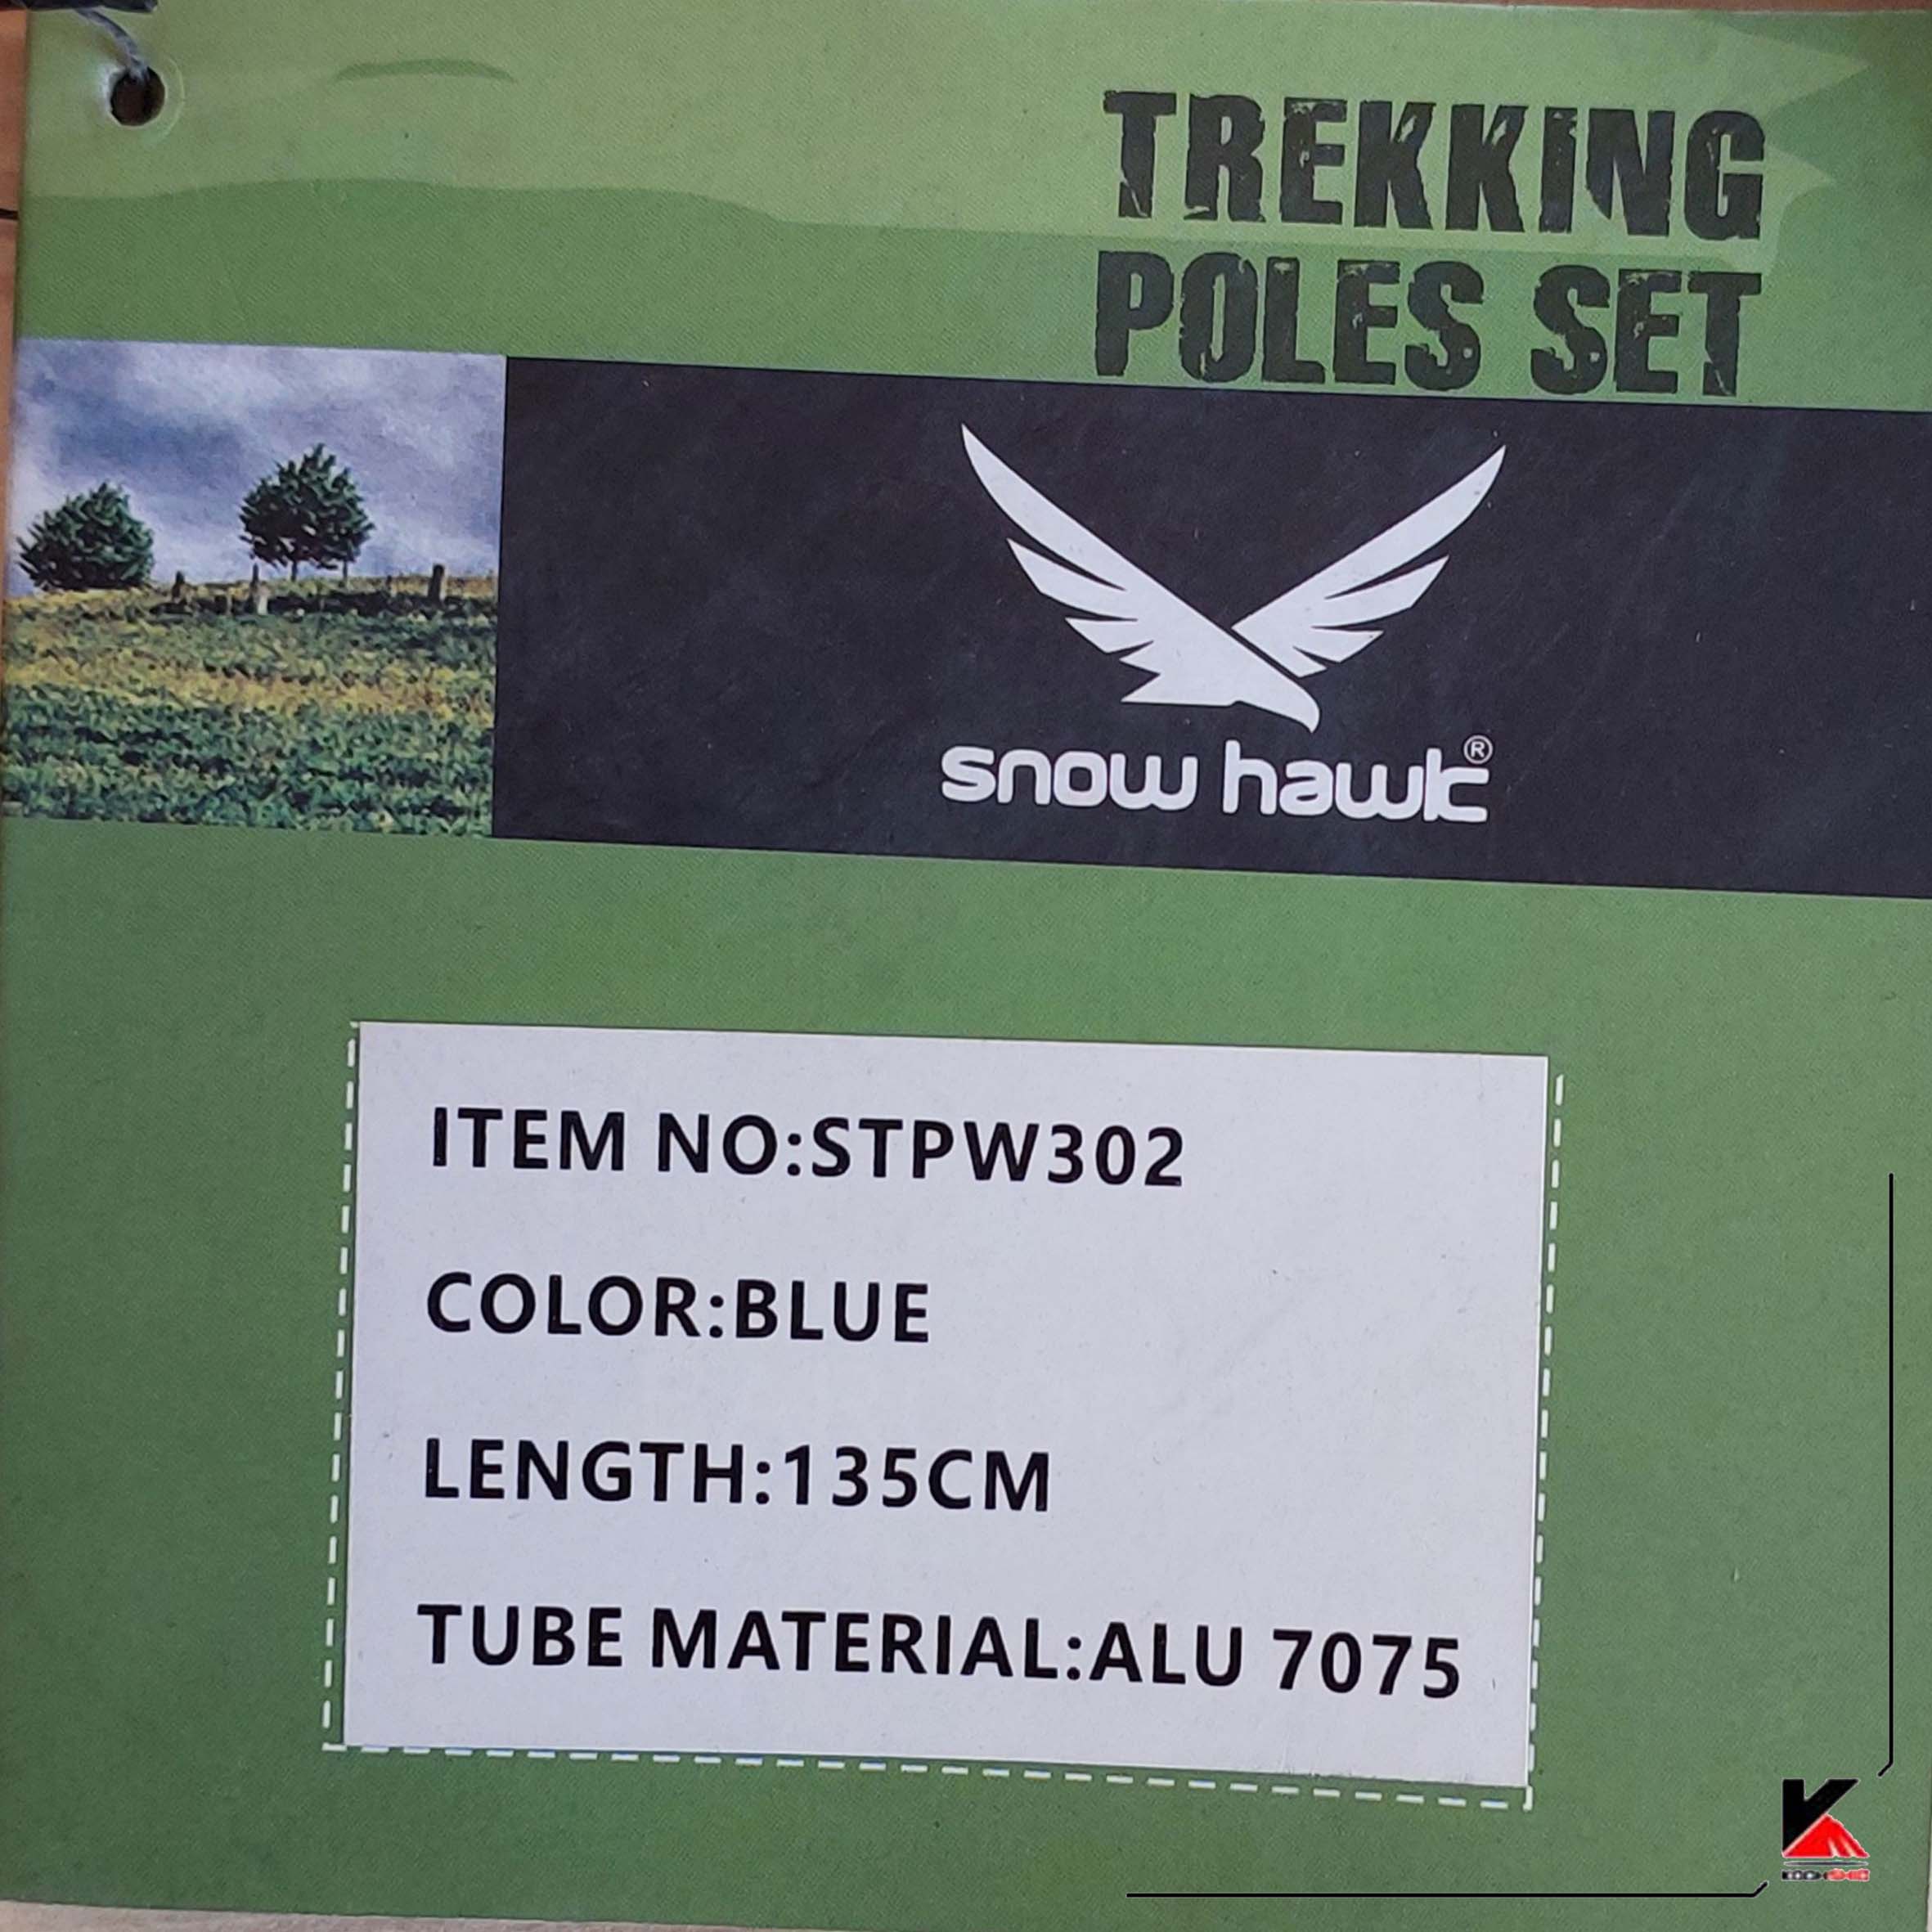 TREKKING
POLES SET
snow hawk®
ITEM NO:STPW302
COLOR:BLUE
LENGTH:135CM
TUBE MATERIAL:ALU 7075